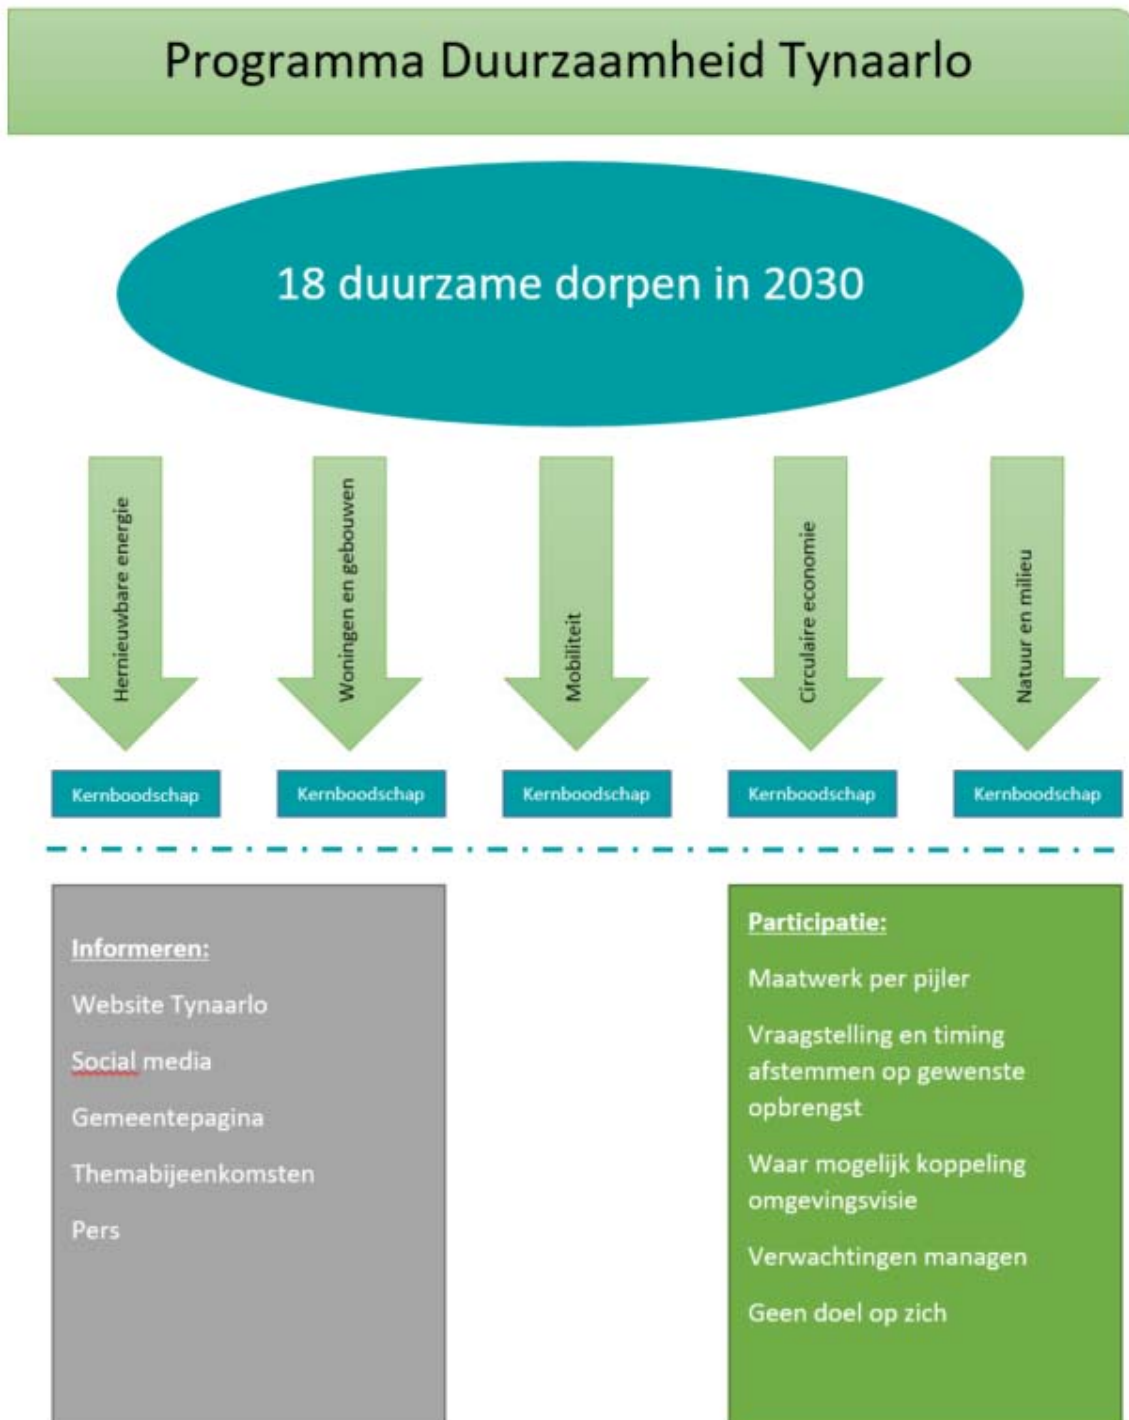 Programma Duurzaamheid Tynaarlo
18 duurzame dorpen in 2030
Hernieuwbare energie
Woningen en gebouwen
Mobiliteit
Circulaire economie
Natuur en milieu
Kernboodschap
Kernboodschap
Kernboodschap
Kernboodschap
Kernboodschap
Informeren:
Website Tynaarlo
Social media
Gemeentepagina
Themabijeenkomsten
Pers
Participatie:
Maatwerk per pijler
Vraagstelling en timing
afstemmen op gewenste
opbrengst
Waar mogelijk koppeling
omgevingsvisie
Verwachtingen managen
Geen doel op zich